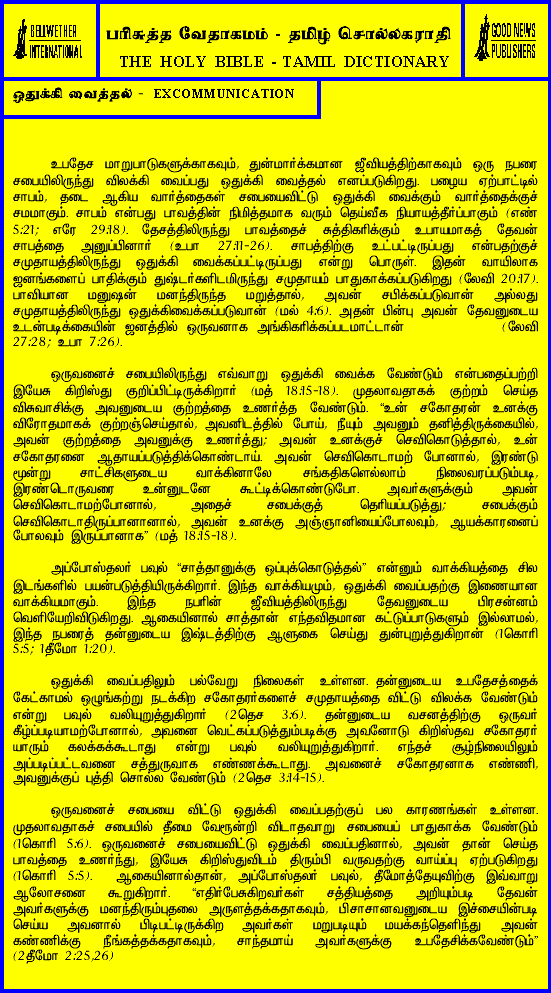 BELLWETHER
INTERNATIONAL
பரிசுத்த வேதாகமம் - தமிழ் சொல்லகராதி
THE HOLY BIBLE - TAMIL DICTIONARY
GOOD NEWS
PUBLISHERS
ஒதுக்கி வைத்தல் - EXCOMMUNICATION
உபதேச மாறுபாடுகளுக்காகவும், துன்மார்க்கமான ஜீவியத்திற்காகவும் ஒரு நபரை
சபையிலிருந்து விலக்கி வைப்பது ஒதுக்கி வைத்தல் எனப்படுகிறது. பழைய ஏற்பாட்டில்
சாபம், தடை ஆகிய வார்த்தைகள் சபையைவிட்டு ஒதுக்கி வைக்கும் வார்த்தைக்குச்
சமமாகும். சாபம் என்பது பாவத்தின் நிமித்தமாக வரும் தெய்வீக நியாயத்தீர்ப்பாகும் (எண்
5:21; எரே 29:18). தேசத்திலிருந்து பாவத்தைச் சுத்திகரிக்கும் உபாயமாகத் தேவன்
சாபத்தை அனுப்பினார் (உபா 27:11-26). சாபத்திற்கு உட்பட்டிருப்பது என்பதற்குச்
சமுதாயத்திலிருந்து ஒதுக்கி வைக்கப்பட்டிருப்பது என்று பொருள். இதன் வாயிலாக
ஜனங்களைப் பாதிக்கும் துஷ்டர்களிடமிருந்து சமுதாயம் பாதுகாக்கப்படுகிறது (லேவி 20:17).
பாவியான மனுஷன் மனந்திருந்த மறுத்தால், அவன் சபிக்கப்படுவான் அல்லது
சமுதாயத்திலிருந்து ஒதுக்கிவைக்கப்படுவான் (மல் 4:6). அதன் பின்பு அவன் தேவனுடைய
உடன்படிக்கையின் ஜனத்தில் ஒருவனாக அங்கிகரிக்கப்படமாட்டான் (லேவி
27:28; உபா 7:26).
ஒருவனைச் சபையிலிருந்து எவ்வாறு ஒதுக்கி வைக்க வேண்டும் என்பதைப்பற்றி
இயேசு கிறிஸ்து குறிப்பிட்டிருக்கிறார் (மத் 18:15-18). முதலாவதாகக் குற்றம் செய்த
விசுவாசிக்கு அவனுடைய குற்றத்தை உணர்த்த வேண்டும். "உன் சகோதரன் உனக்கு
விரோதமாகக் குற்றஞ்செய்தால், அவனிடத்தில் போய், நீயும் அவனும் தனித்திருக்கையில்,
அவன் குற்றத்தை அவனுக்கு உணர்த்து; அவன் உனக்குச் செவிகொடுத்தால், உன்
சகோதரனை ஆதாயப்படுத்திக்கொண்டாய். அவன் செவிகொடாமற் போனால், இரண்டு
மூன்று சாட்சிகளுடைய வாக்கினாலே சங்கதிகளெல்லாம் நிலைவரப்படும்படி,
இரண்டொருவரை உன்னுடனே கூட்டிக்கொண்டுபோ. அவர்களுக்கும் அவன்
செவிகொடாமற்போனால், அதைச் சபைக்குத் தெரியப்படுத்து; சபைக்கும்
செவிகொடாதிருப்பானானால், அவன் உனக்கு அஞ்ஞானியைப்போலவும், ஆயக்காரனைப்
போலவும் இருப்பானாக" (மத் 18:15-18).
அப்போஸ்தலர் பவுல் "சாத்தானுக்கு ஒப்புக்கொடுத்தல்" என்னும் வாக்கியத்தை சில
இடங்களில் பயன்படுத்தியிருக்கிறார். இந்த வாக்கியமும், ஒதுக்கி வைப்பதற்கு இணையான
வாக்கியமாகும். இந்த நபரின் ஜீவியத்திலிருந்து தேவனுடைய பிரசன்னம்
வெளியேறிவிடுகிறது. ஆகையினால் சாத்தான் எந்தவிதமான கட்டுப்பாடுகளும் இல்லாமல்,
இந்த நபரைத் தன்னுடைய இஷ்டத்திற்கு ஆளுகை செய்து துன்புறுத்துகிறான் (1கொரி
5:5; 1தீமோ 1:20).
ஒதுக்கி வைப்பதிலும் பல்வேறு நிலைகள் உள்ளன. தன்னுடைய உபதேசத்தைக்
கேட்காமல் ஒழுங்கற்று நடக்கிற சகோதரர்களைச் சமுதாயத்தை விட்டு விலக்க வேண்டும்
என்று பவுல் வலியுறுத்துகிறார் (2தெச 3:6). தன்னுடைய வசனத்திற்கு ஒருவர்
கீழ்ப்படியாமற்போனால், அவனை வெட்கப்படுத்தும்படிக்கு அவனோடு கிறிஸ்தவ சகோதரர்
யாரும் கலக்கக்கூடாது என்று பவுல் வலியுறுத்துகிறார். எந்தச் சூழ்நிலையிலும்
அப்படிப்பட்டவனை சத்துருவாக எண்ணக்கூடாது. அவனைச் சகோதரனாக எண்ணி,
அவனுக்குப் புத்தி சொல்ல வேண்டும் (2தெச 3:14-15).
ஒருவனைச் சபையை விட்டு ஒதுக்கி வைப்பதற்குப் பல காரணங்கள் உள்ளன.
முதலாவதாகச் சபையில் தீமை வேரூன்றி விடாதவாறு சபையைப் பாதுகாக்க வேண்டும்
(1கொரி 5:6). ஒருவனைச் சபையைவிட்டு ஒதுக்கி வைப்பதினால், அவன் தான் செய்த
பாவத்தை உணர்ந்து, இயேசு கிறிஸ்துவிடம் திரும்பி வருவதற்கு வாய்ப்பு ஏற்படுகிறது
(1கொரி 5:5). ஆகையினால்தான், அப்போஸ்தலர் பவுல், தீமோத்தேயுவிற்கு இவ்வாறு
ஆலோசனை கூறுகிறார். "எதிர்பேசுகிறவர்கள் சத்தியத்தை அறியும்படி தேவன்
அவர்களுக்கு மனந்திரும்புதலை அருளத்தக்கதாகவும், பிசாசானவனுடைய இச்சையின்படி
செய்ய அவனால் பிடிபட்டிருக்கிற அவர்கள் மறுபடியும் மயக்கந்தெளிந்து அவன்
கண்ணிக்கு நீங்கத்தக்கதாகவும், சாந்தமாய் அவர்களுக்கு உபதேசிக்கவேண்டும்"
(2தீமோ 2:25,26)